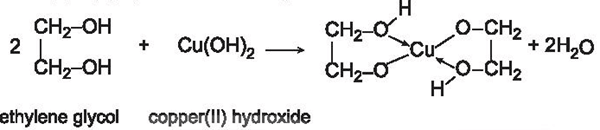 H
CH₂–OH CH₂–O O–CH₂
2 + Cu(OH)₂ ⟶ Cu + 2H₂O
CH₂–OH CH₂–O O–CH₂
H
ethylene glycol copper(II) hydroxide